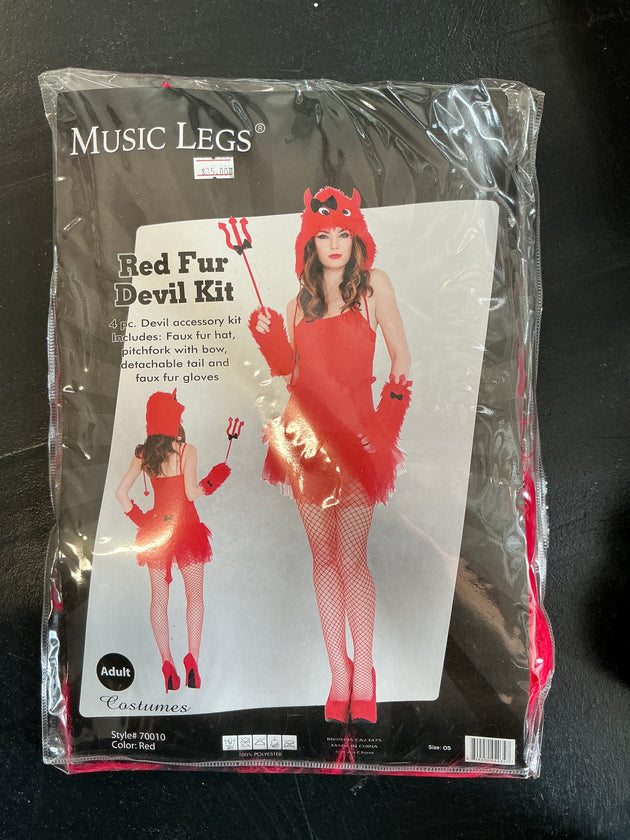 MUSIC LEGS®
Red Fur
Devil Kit
4 pc. Devil accessory kit
Includes: Faux fur hat,
pitchfork with bow,
detachable tail and
faux fur gloves
Adult
Costumes
Style# 70010
Color: Red
100% POLYESTER
MADE IN CHINA
Size: OS